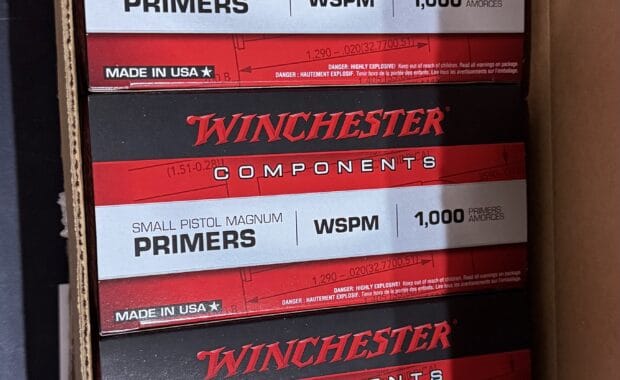 PRIMERS WSPM 1,000 AMORCES
1.290 -.020(32.7700.51)
DANGER: HIGHLY EXPLOSIVE! Keep out of reach of children. Read all warnings on package
MADE IN USA
DANGER : HAUTEMENT EXPLOSIF. Tenir hors de la portée des enfants. Lire tous les avertissements sur l'emballage.
WINCHESTER
(1.51-0.28)
COMPONENTS
SMALL PISTOL MAGNUM
PRIMERS WSPM 1,000 PRIMERS AMORCES
1.290 -.020(32.7700.51)
DANGER: HIGHLY EXPLOSIVE! Keep out of reach of children. Read all warnings on package
MADE IN USA
DANGER : HAUTEMENT EXPLOSIF. Tenir hors de la portée des enfants. Lire tous les avertissements sur l'emballage.
WINCHESTER